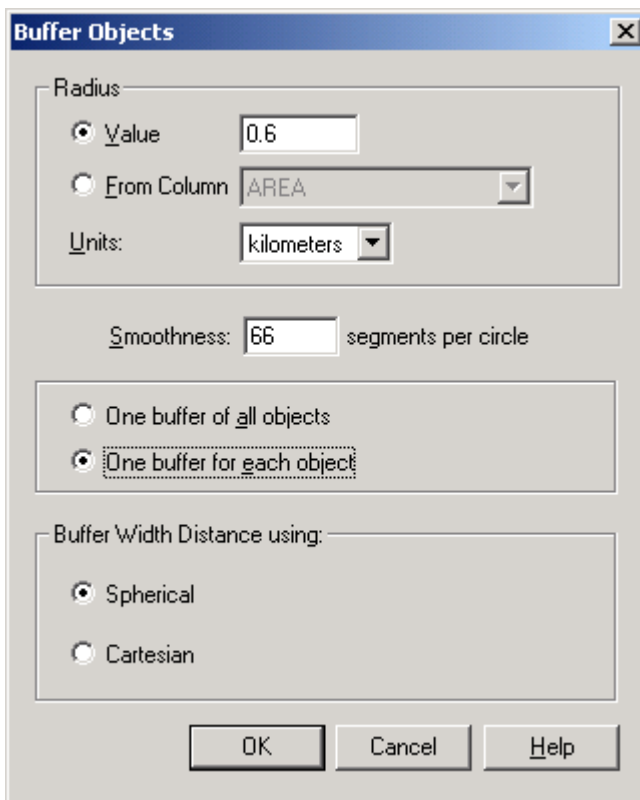 Buffer Objects
Radius
Value 0.6
From Column AREA
Units: kilometers
Smoothness: 66 segments per circle
One buffer of all objects
One buffer for each object
Buffer Width Distance using:
Spherical
Cartesian
OK Cancel Help